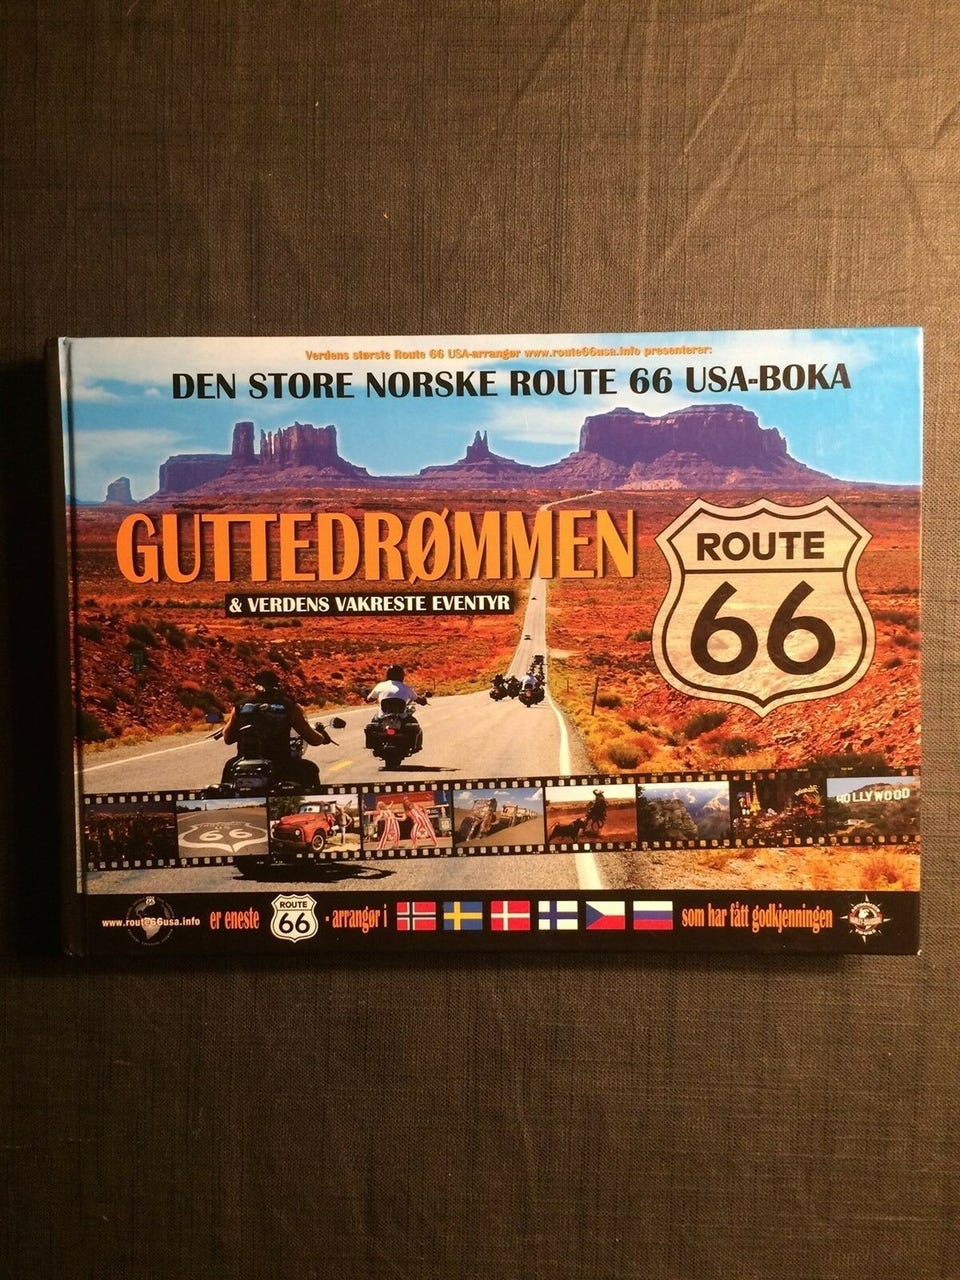 Verdens største Route 66 USA-arrangør www.route66usa.info presenterer:
DEN STORE NORSKE ROUTE 66 USA-BOKA
GUTTEDRØMMEN
& VERDENS VAKRESTE EVENTYR
ROUTE
66
66
HOLLYWOOD
www.route66usa.info er eneste ROUTE 66 - arrangør i som har fått godkjenningen